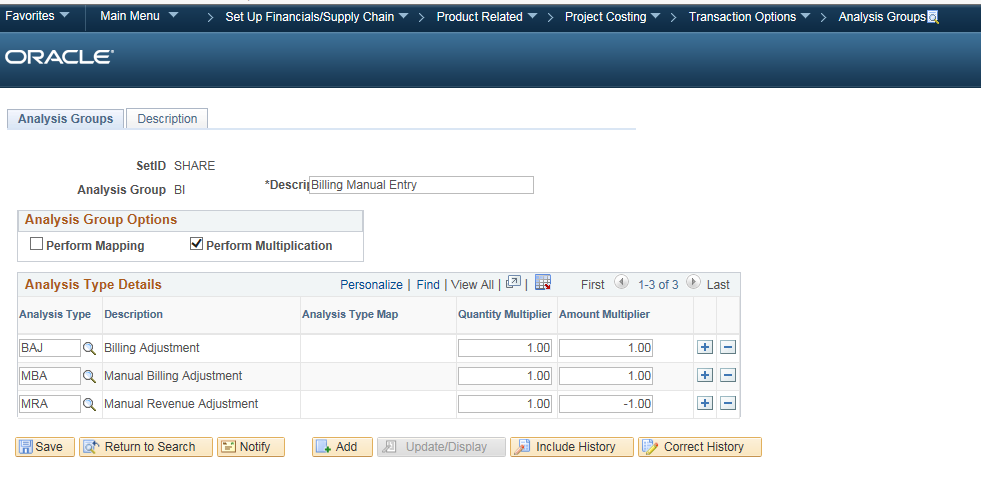 Favorites Main Menu > Set Up Financials/Supply Chain > Product Related > Project Costing > Transaction Options > Analysis Groups
ORACLE
Analysis Groups Description
SetID SHARE
Analysis Group BI *Descrip Billing Manual Entry
Analysis Group Options
Perform Mapping Perform Multiplication
Analysis Type Details Personalize | Find | View All | | First 1-3 of 3 Last
Analysis Type Description Analysis Type Map Quantity Multiplier Amount Multiplier
BAJ Billing Adjustment 1.00 1.00
MBA Manual Billing Adjustment 1.00 1.00
MRA Manual Revenue Adjustment 1.00 -1.00
Save Return to Search Notify Add Update/Display Include History Correct History